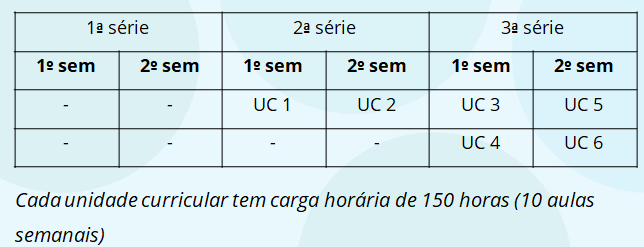 1ª série 2ª série 3ª série
1º sem 2º sem 1º sem 2º sem 1º sem 2º sem
- - UC 1 UC 2 UC 3 UC 5
- - - - UC 4 UC 6
Cada unidade curricular tem carga horária de 150 horas (10 aulas
semanais)